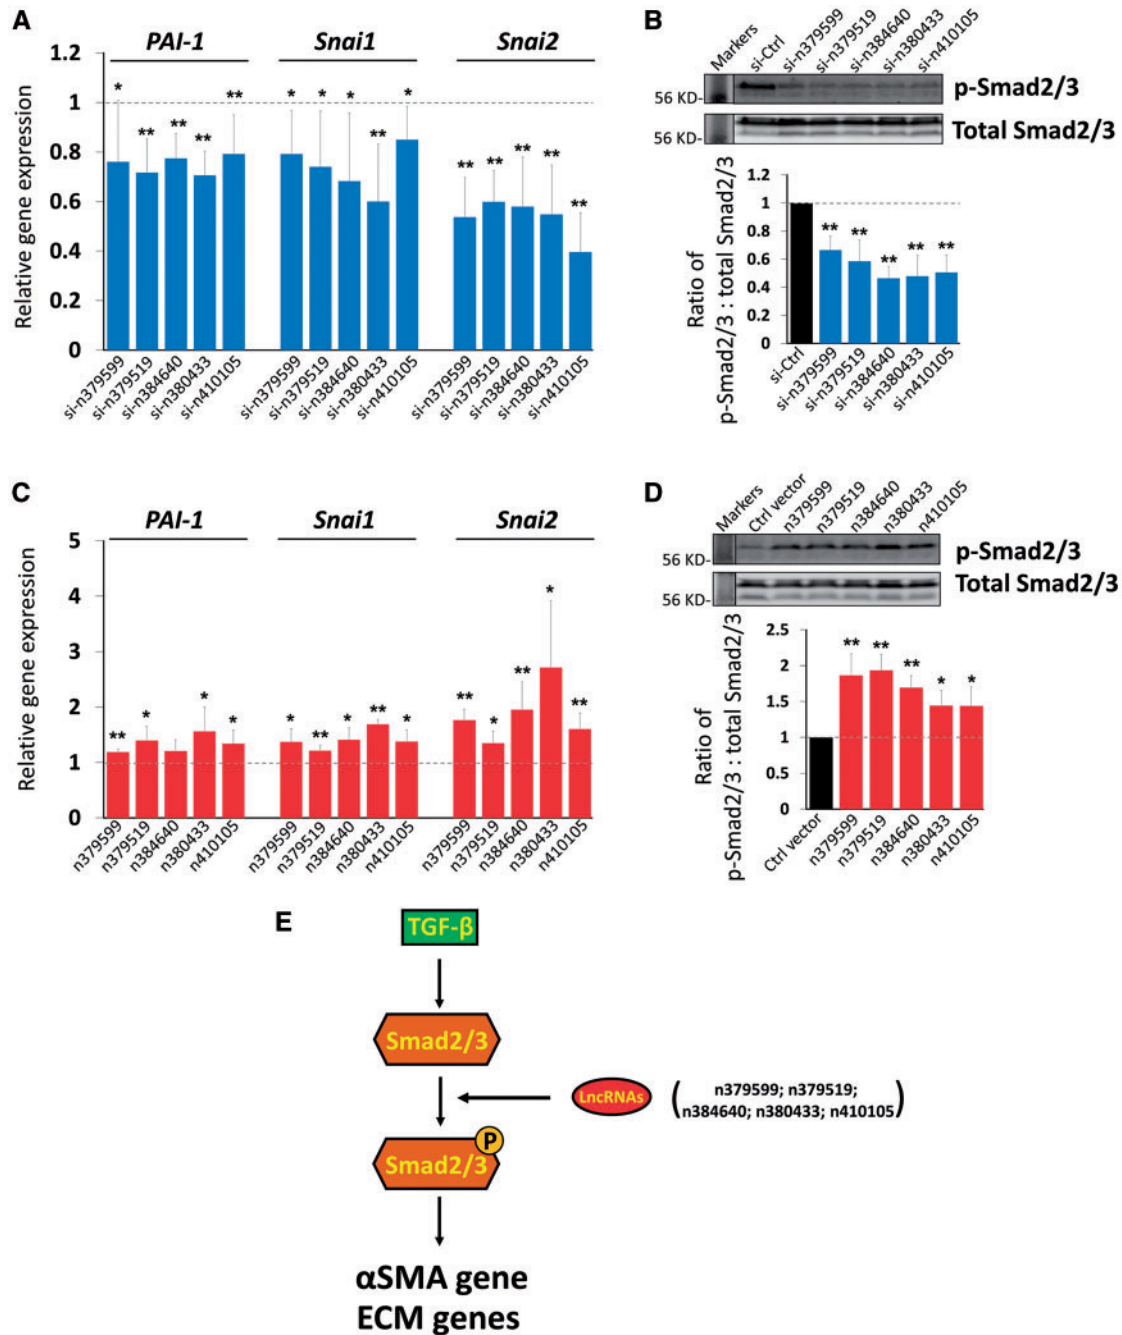 A
PAI-1 Snai1 Snai2
Relative gene expression
1.2
1
0.8
0.6
0.4
0.2
0
* ** ** ** **
* * * ** *
** ** ** ** **
si-n379599 si-n379519 si-n384640 si-n380433 si-n410105
si-n379599 si-n379519 si-n384640 si-n380433 si-n410105
si-n379599 si-n379519 si-n384640 si-n380433 si-n410105
B
Markers si-Ctrl si-n379599 si-n379519 si-n384640 si-n380433 si-n410105
56 KD- p-Smad2/3
56 KD- Total Smad2/3
Ratio of
p-Smad2/3 : total Smad2/3
1.2
1
0.8
0.6
0.4
0.2
0
** ** ** ** **
si-Ctrl si-n379599 si-n379519 si-n384640 si-n380433 si-n410105
C
PAI-1 Snai1 Snai2
Relative gene expression
5
4
3
2
1
0
** * * *
* ** * ** *
** * ** * **
n379599 n379519 n384640 n380433 n410105
n379599 n379519 n384640 n380433 n410105
n379599 n379519 n384640 n380433 n410105
D
Markers Ctrl vector n379599 n379519 n384640 n380433 n410105
56 KD- p-Smad2/3
56 KD- Total Smad2/3
Ratio of
p-Smad2/3 : total Smad2/3
2.5
2
1.5
1
0.5
0
** ** ** * *
Ctrl vector n379599 n379519 n384640 n380433 n410105
E
TGF-β
Smad2/3
LncRNAs
( n379599; n379519;
n384640; n380433; n410105 )
P
Smad2/3
αSMA gene
ECM genes